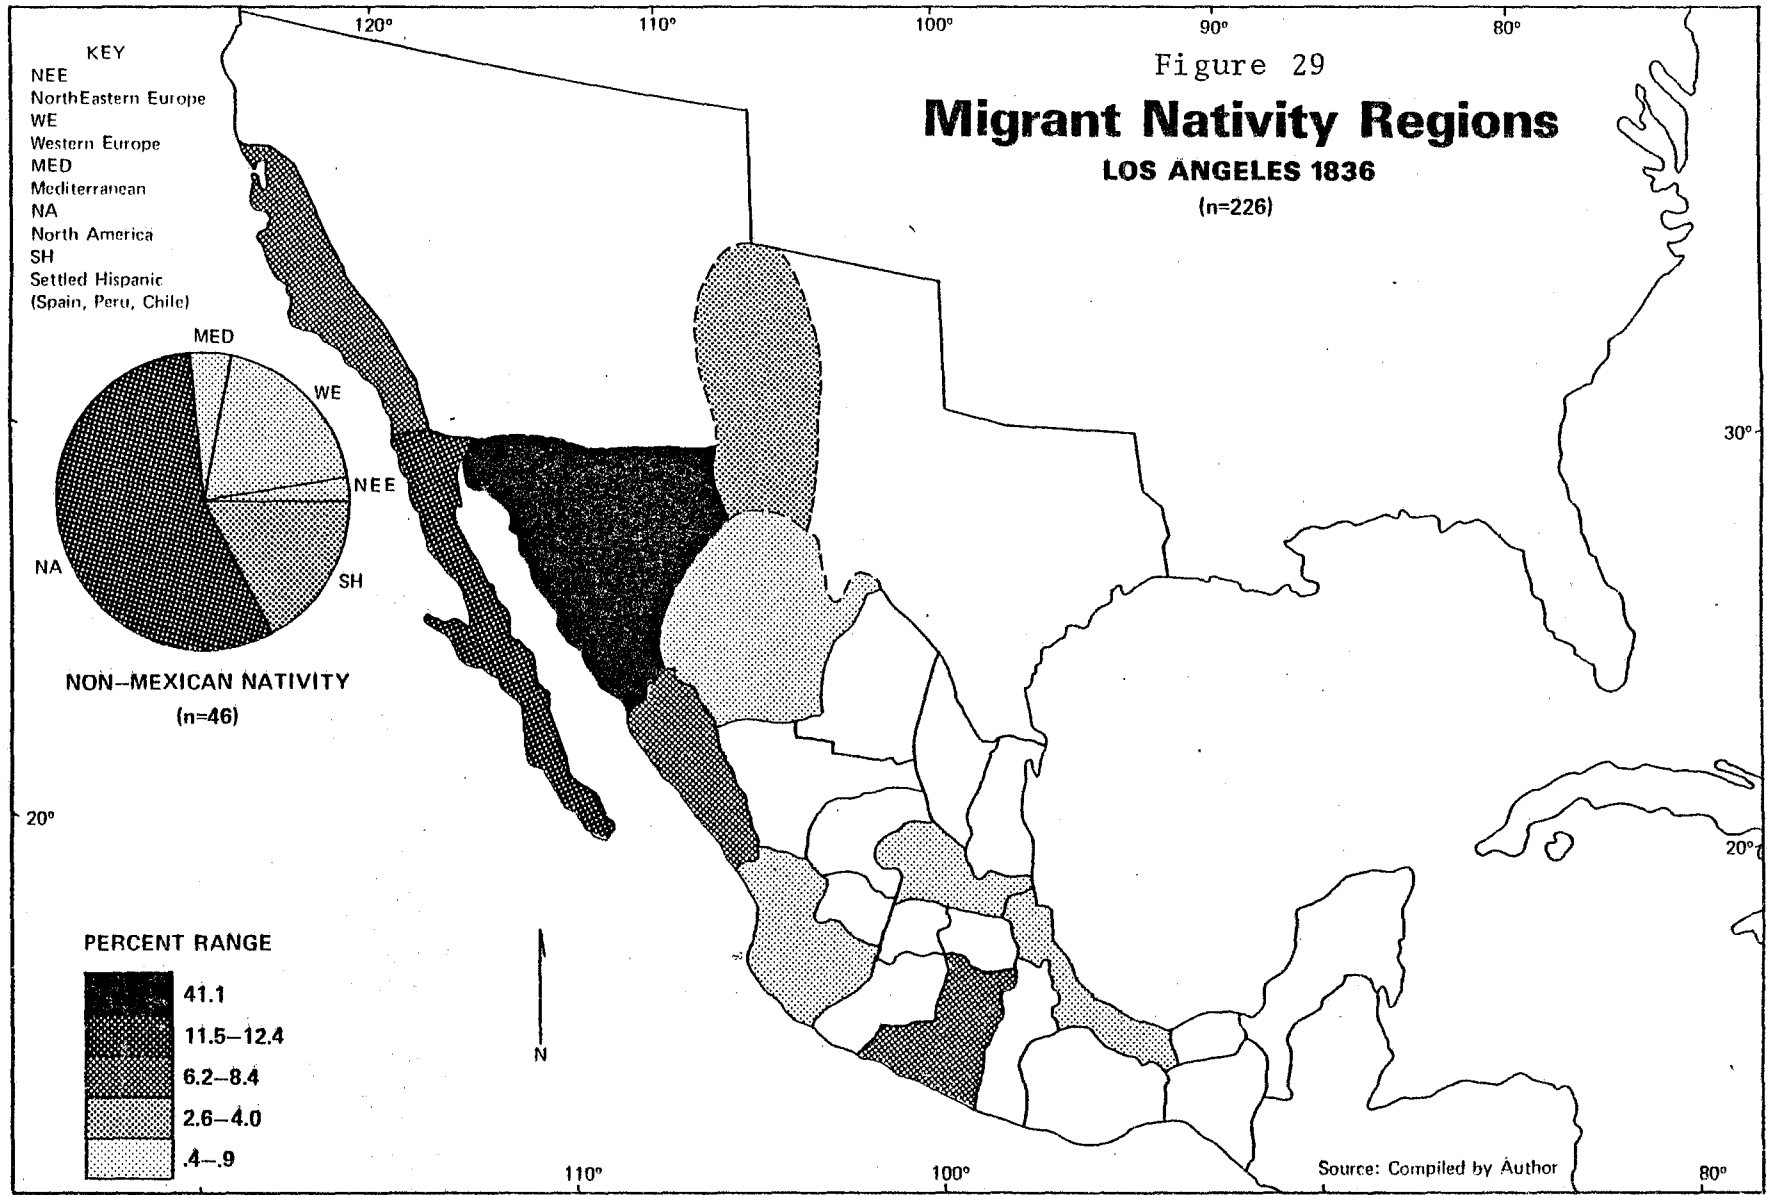 120°
110°
100°
90°
80°
KEY
NEE
NorthEastern Europe
WE
Western Europe
MED
Mediterranean
NA
North America
SH
Settled Hispanic
(Spain, Peru, Chile)
Figure 29
Migrant Nativity Regions
LOS ANGELES 1836
(n=226)
MED
WE
NEE
NA
SH
NON–MEXICAN NATIVITY
(n=46)
30°
20°
20°
PERCENT RANGE
41.1
11.5–12.4
6.2–8.4
2.6–4.0
.4–.9
N
110°
100°
Source: Compiled by Author
80°